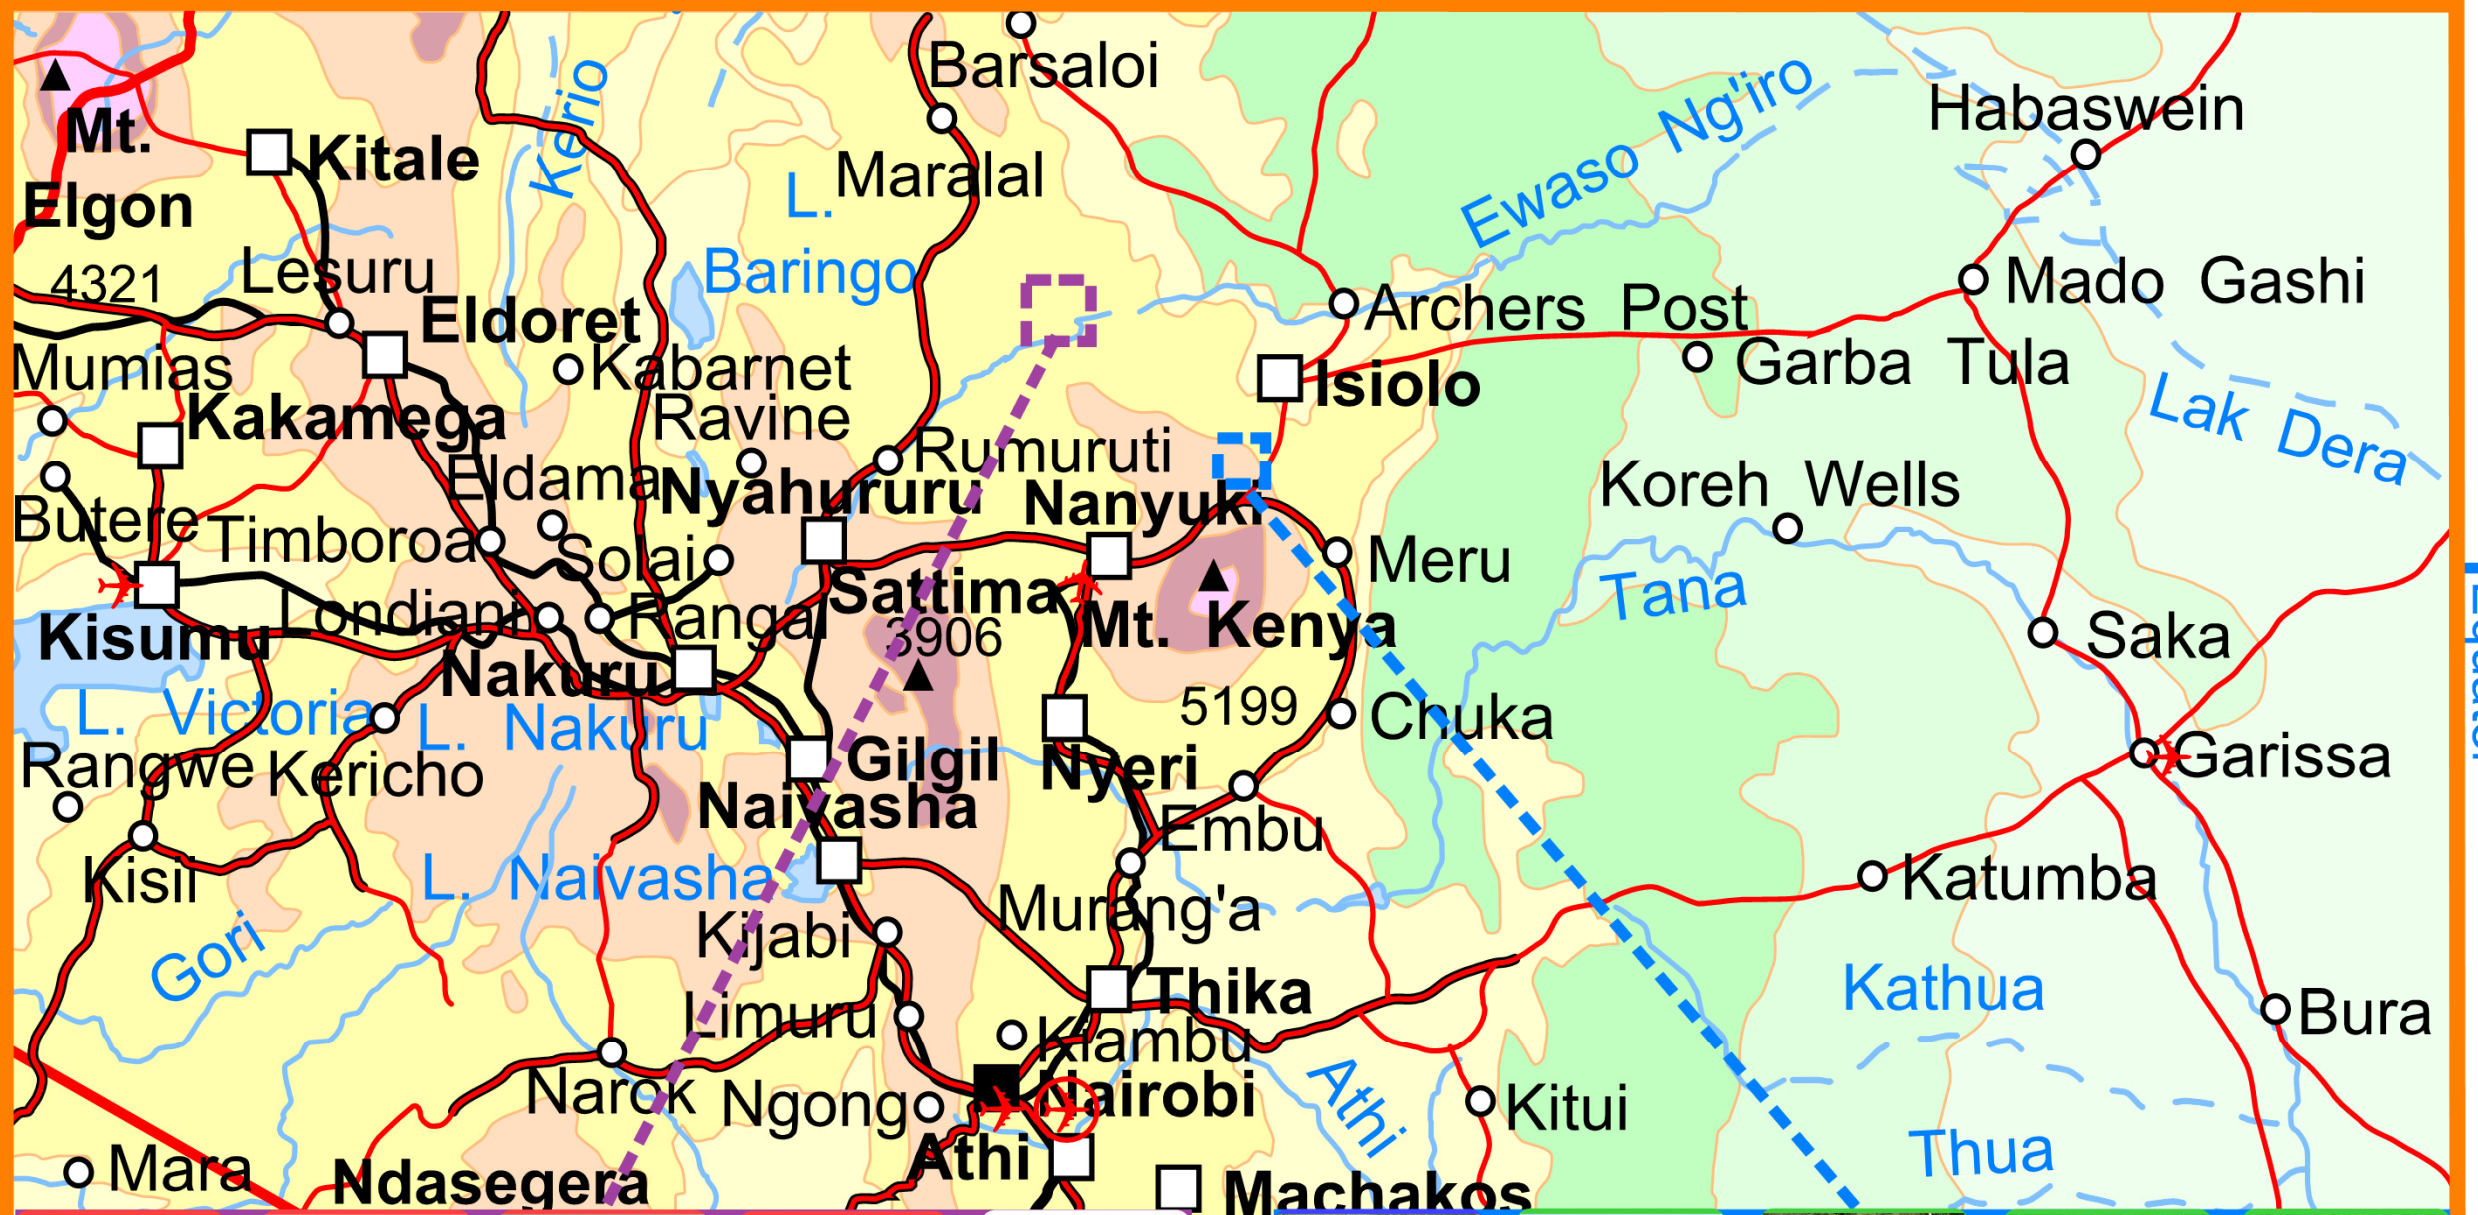 Barsaloi
Kerio
Ewaso Ng'iro
Habaswein
Mt.
Elgon
4321
Kitale
L.
Baringo
Maralal
Lesuru
Eldoret
Archers Post
Mado Gashi
Mumias
Kabarnet
Garba Tula
Isiolo
Kakamega
Ravine
Rumuruti
Lak Dera
Butere
Eldama
Nyahururu
Nanyuki
Koreh Wells
Timboroa
Solai
Meru
Tana
Kisumu
Londiani
Rangai
Sattima
3906
Mt. Kenya
5199
Saka
Nakuru
L. Victoria
L. Nakuru
Chuka
Rangwe
Kericho
Gilgil
Nyeri
Garissa
Naivasha
Embu
Kisii
L. Naivasha
Murang'a
Katumba
Gori
Kijabi
Thika
Kathua
Bura
Limuru
Kiambu
Narok
Ngong
Nairobi
Athi
Kitui
Athi
Thua
Mara
Ndasegera
Machakos